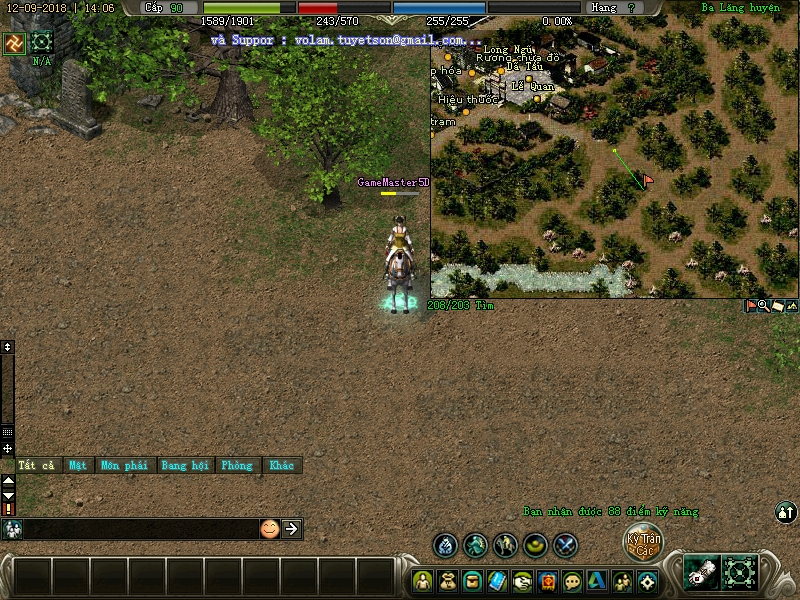 12-09-2018 | 14:06
Cấp 90
Hạng ?
Ba Lăng huyện
1589/1901
243/570
255/255
0.00%
N/A
và Suppor : volam.tuyetson@gmail.com...
Long Ngũ
Rương chứa đồ
Dã Tẩu
p hóa
Lễ Quan
Hiệu thuốc
trạm
GameMaster5D
208/203 Tìm
Tất cả
Mật
Môn phái
Bang hội
Phòng
Khác
Bạn nhận được 88 điểm kỹ năng
Kỳ Trân
Các